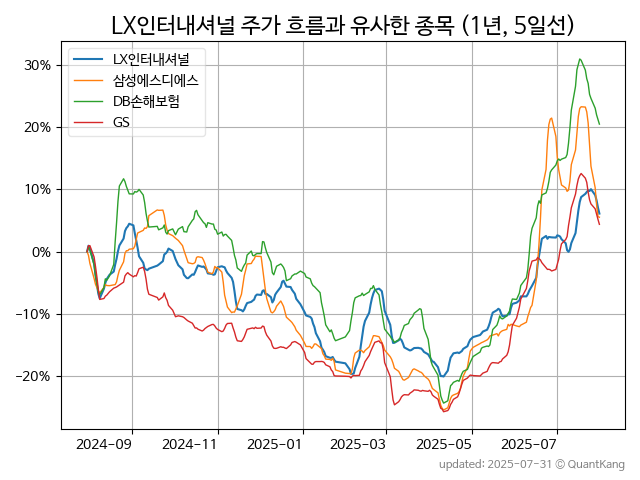 LX인터내셔널 주가 흐름과 유사한 종목 (1년, 5일선)
LX인터내셔널
삼성에스디에스
DB손해보험
GS
30%
20%
10%
0%
−10%
−20%
2024-09
2024-11
2025-01
2025-03
2025-05
2025-07
updated: 2025-07-31 © QuantKang